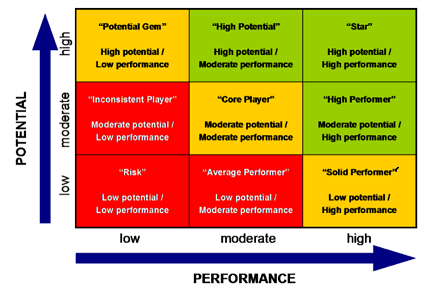 "Potential Gem"
High potential /
Low performance
"High Potential"
High potential /
Moderate performance
"Star"
High potential /
High performance
"Inconsistent Player"
Moderate potential /
Low performance
"Core Player"
Moderate potential /
Moderate performance
"High Performer"
Moderate potential /
High performance
"Risk"
Low potential /
Low performance
"Average Performer"
Low potential /
Moderate performance
"Solid Performer"
Low potential /
High performance
POTENTIAL
high
moderate
low
low
moderate
high
PERFORMANCE